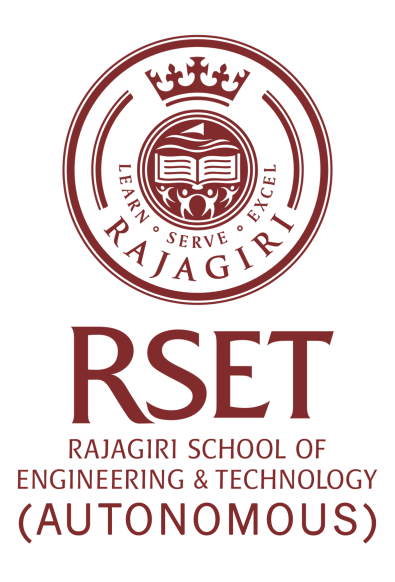 LEARN ° SERVE ° EXCEL
RAJAGIRI
RSET
RAJAGIRI SCHOOL OF
ENGINEERING & TECHNOLOGY
(AUTONOMOUS)